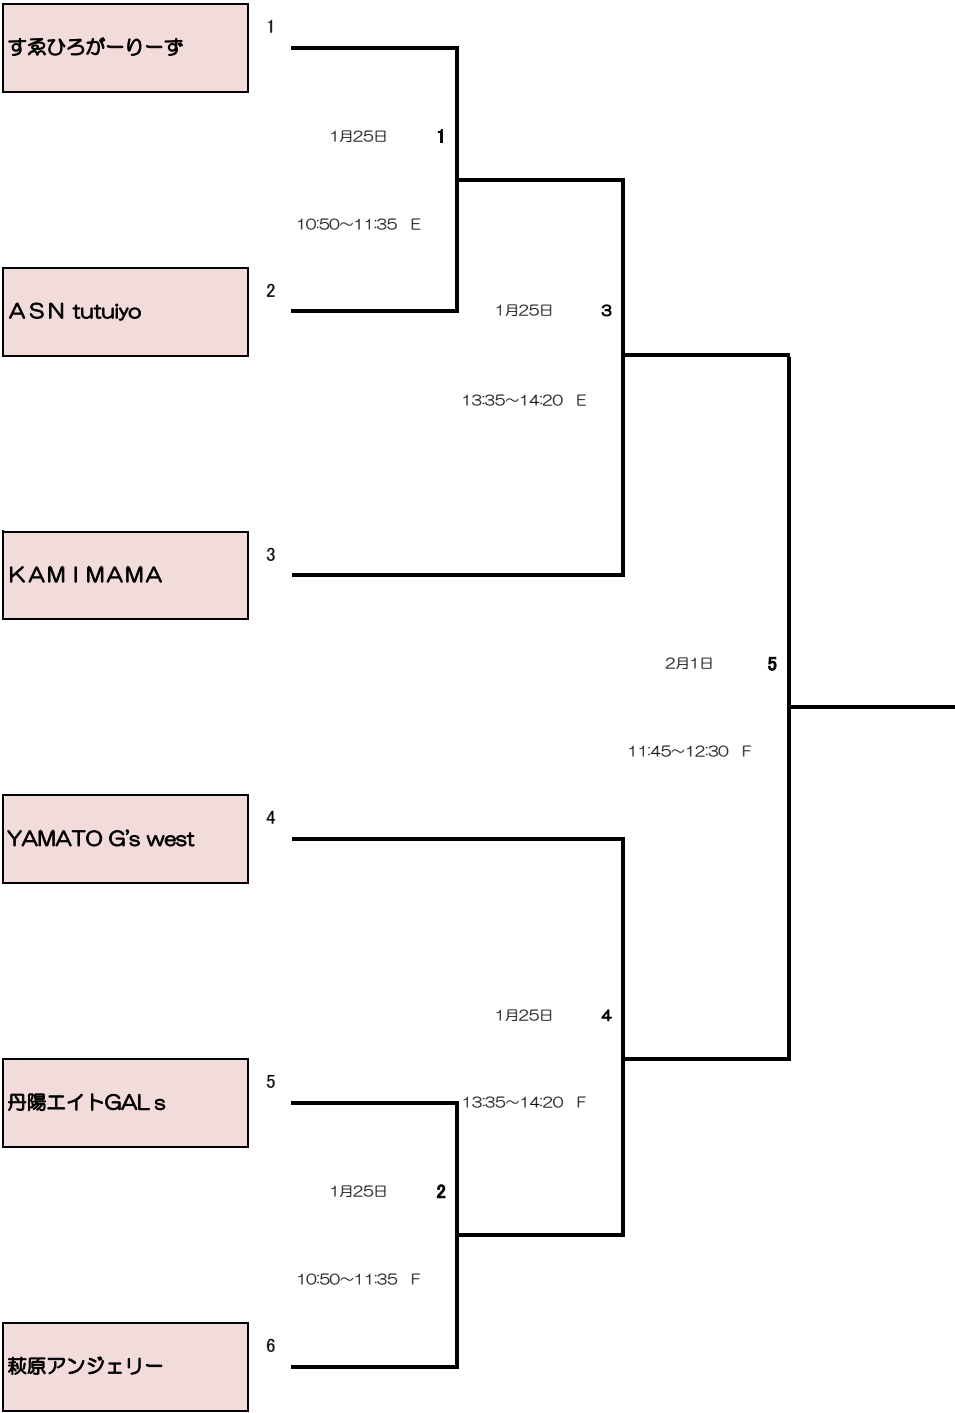 すゑひろがーりーず
1
1月25日 1
10:50～11:35 E
ＡＳＮ tutuiyo
2
1月25日 3
13:35～14:20 E
ＫＡＭＩＭＡＭＡ
3
2月1日 5
11:45～12:30 F
YAMATO G's west
4
1月25日 4
丹陽エイトGALｓ
5
13:35～14:20 F
1月25日 2
10:50～11:35 F
萩原アンジェリー
6